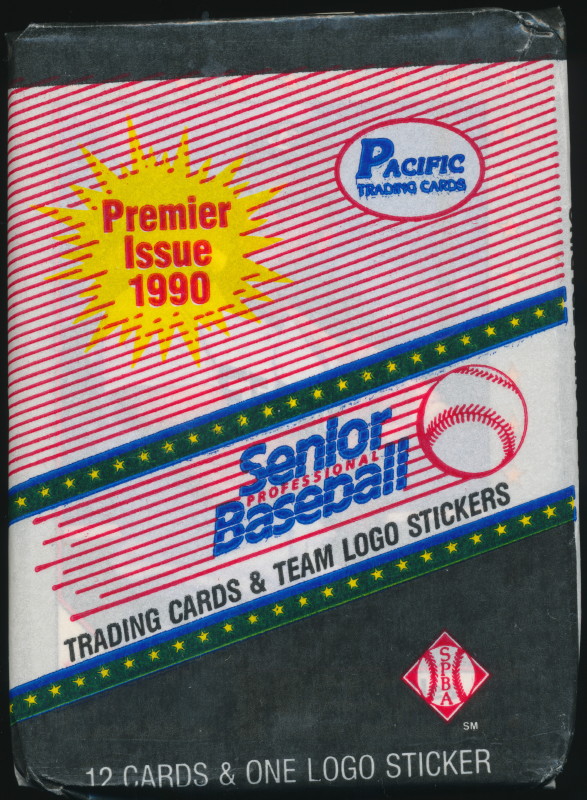 PACIFIC
TRADING CARDS
Premier
Issue
1990
Senior
PROFESSIONAL
Baseball
TRADING CARDS & TEAM LOGO STICKERS
SPBA
SM
12 CARDS & ONE LOGO STICKER